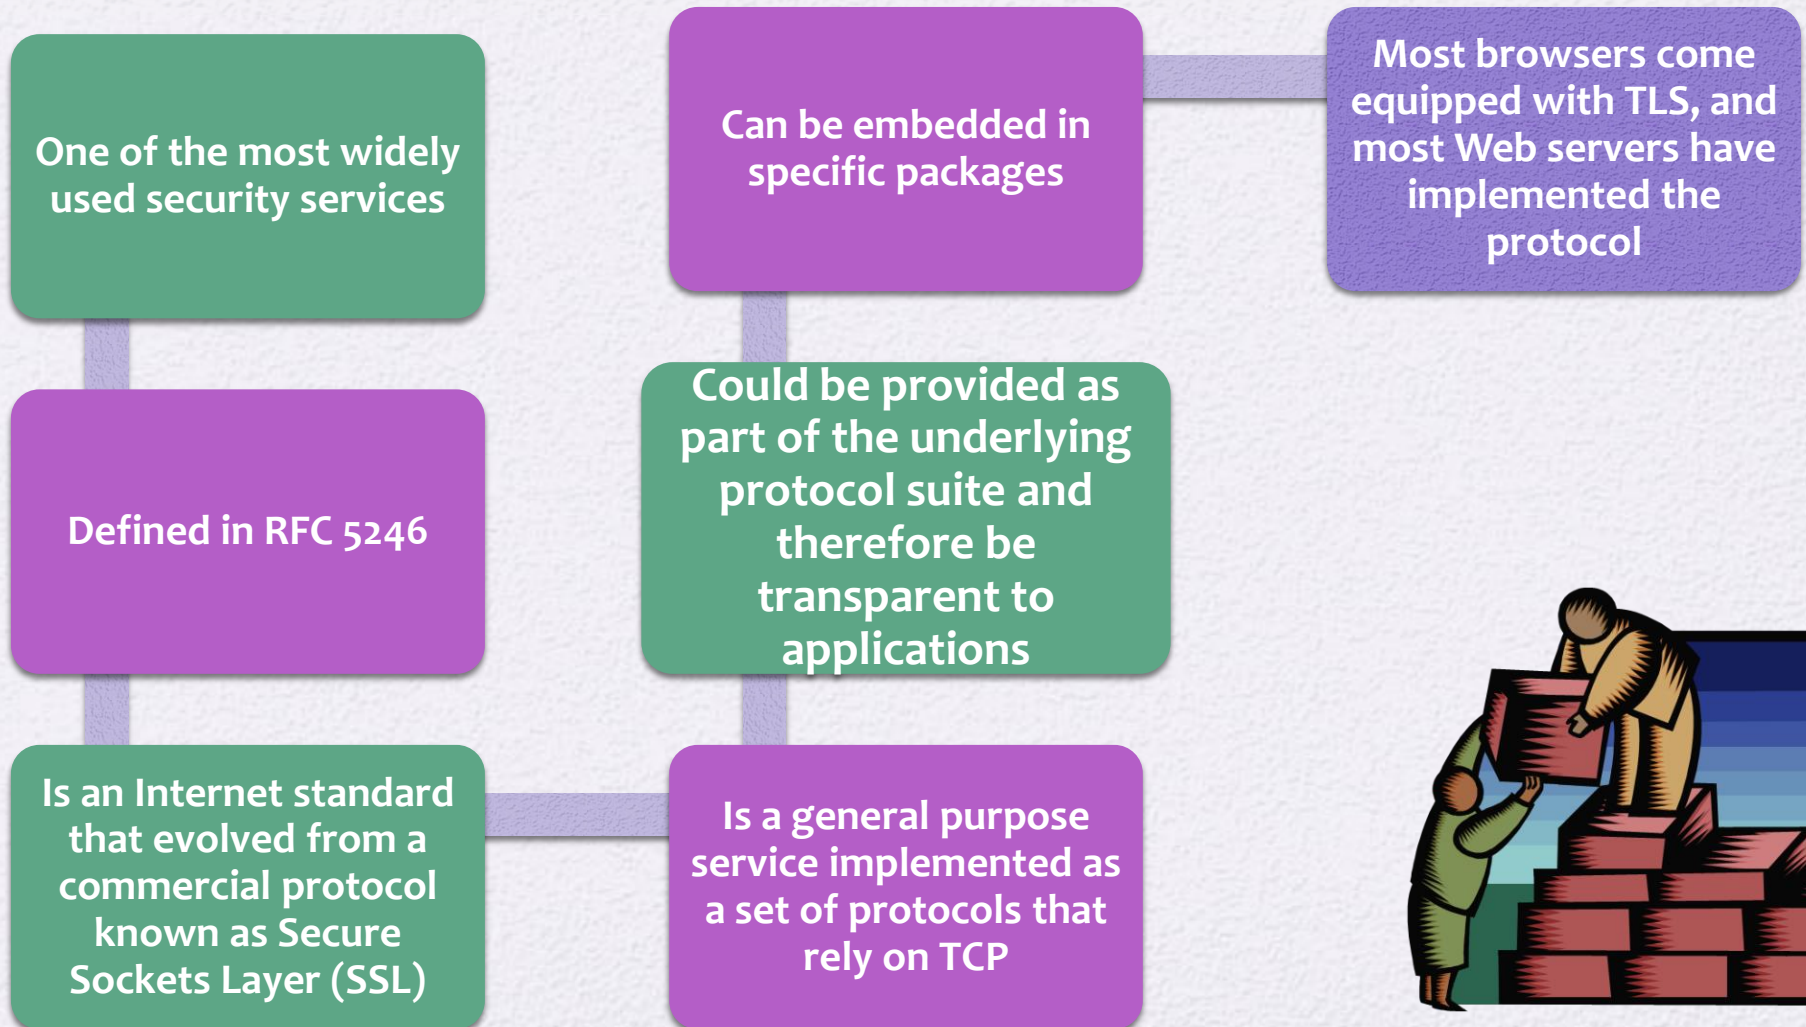 One of the most widely
used security services
Defined in RFC 5246
Is an Internet standard
that evolved from a
commercial protocol
known as Secure
Sockets Layer (SSL)
Is a general purpose
service implemented as
a set of protocols that
rely on TCP
Could be provided as
part of the underlying
protocol suite and
therefore be
transparent to
applications
Can be embedded in
specific packages
Most browsers come
equipped with TLS, and
most Web servers have
implemented the
protocol